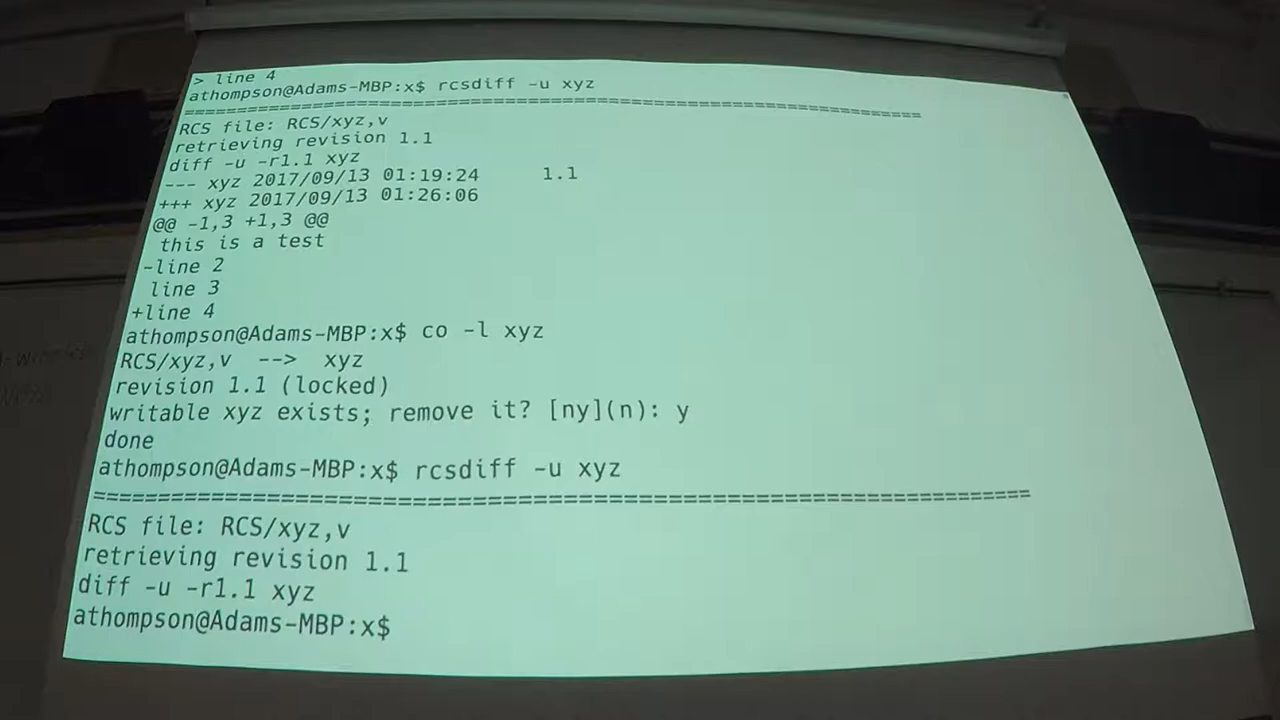 > line 4
athompson@Adams-MBP:x$ rcsdiff -u xyz
===================================================================
RCS file: RCS/xyz,v
retrieving revision 1.1
diff -u -r1.1 xyz
--- xyz 2017/09/13 01:19:24     1.1
+++ xyz 2017/09/13 01:26:06
@@ -1,3 +1,3 @@
 this is a test
-line 2
 line 3
+line 4
athompson@Adams-MBP:x$ co -l xyz
RCS/xyz,v  -->  xyz
revision 1.1 (locked)
writable xyz exists; remove it? [ny](n): y
done
athompson@Adams-MBP:x$ rcsdiff -u xyz
===================================================================
RCS file: RCS/xyz,v
retrieving revision 1.1
diff -u -r1.1 xyz
athompson@Adams-MBP:x$